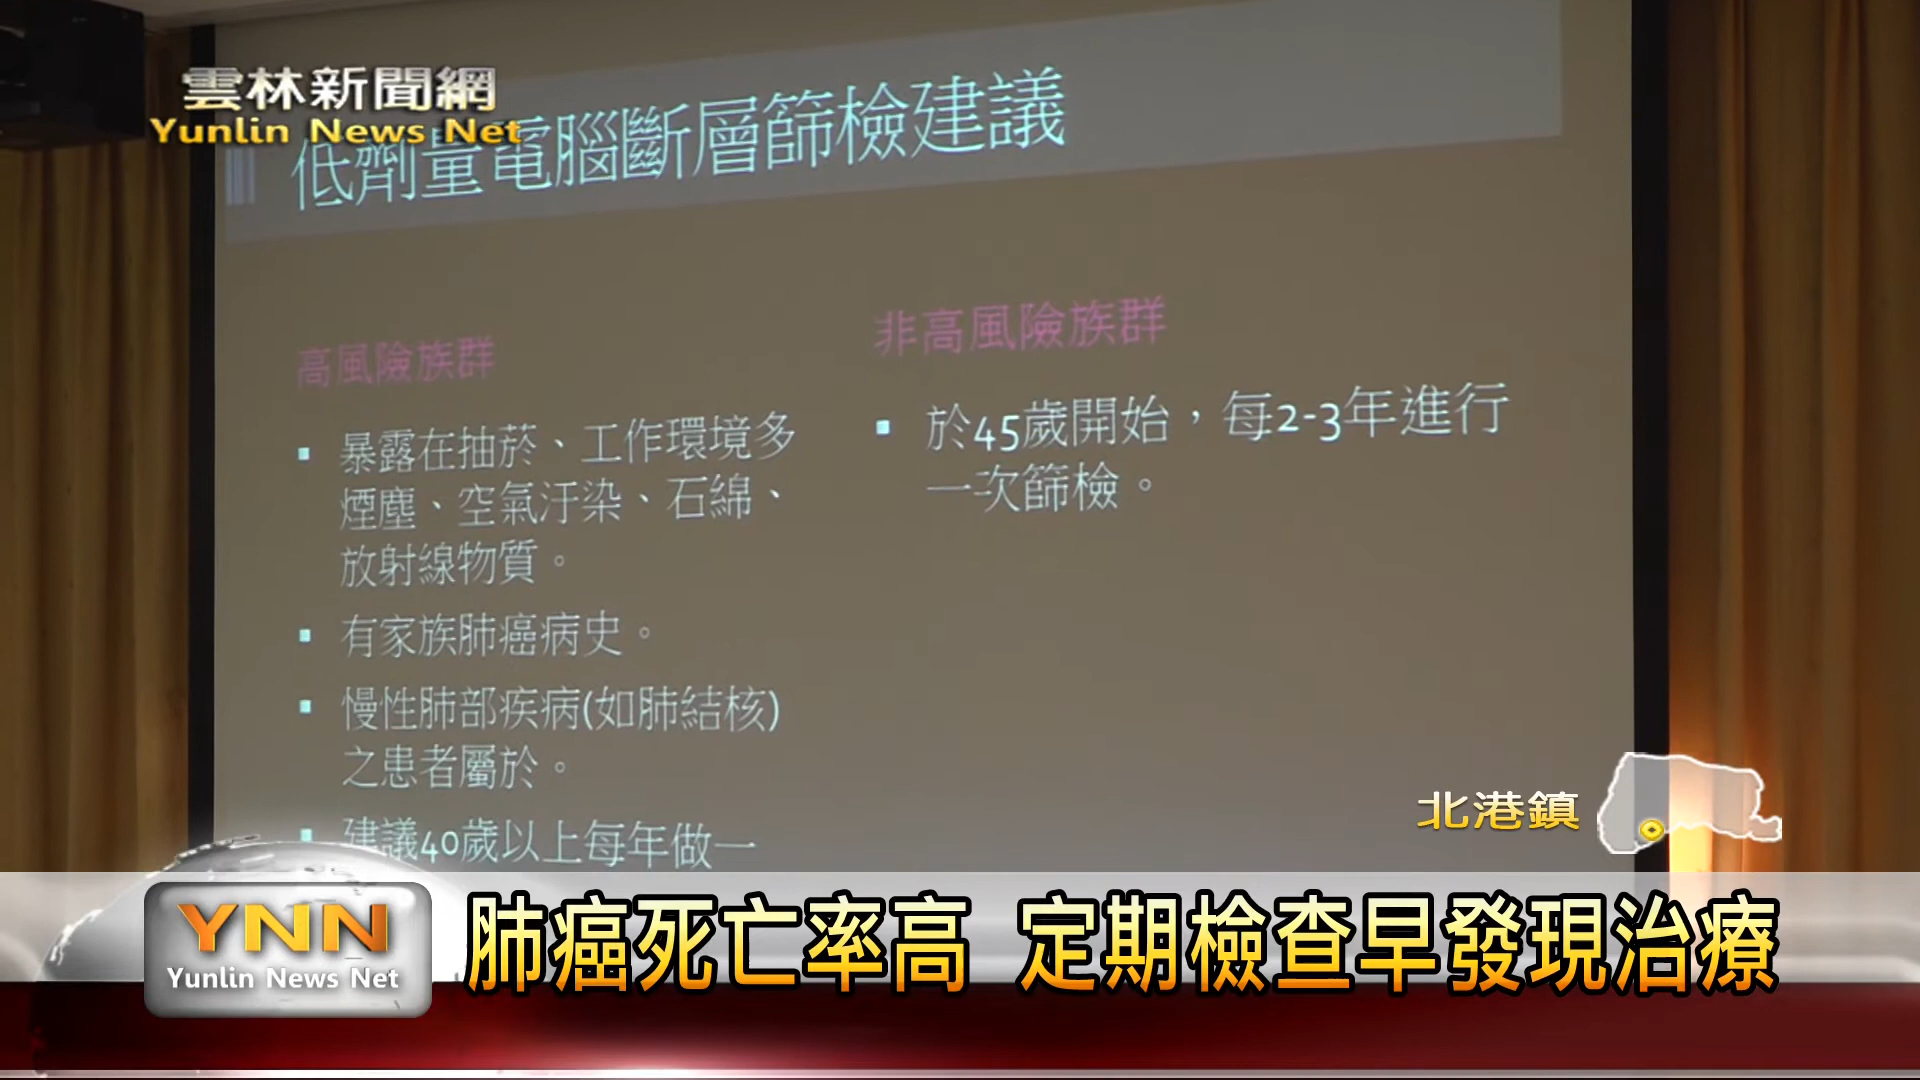 雲林新聞網
Yunlin News Net
低劑量電腦斷層篩檢建議
高風險族群
▪ 暴露在抽菸、工作環境多
煙塵、空氣汙染、石綿、
放射線物質。
▪ 有家族肺癌病史。
▪ 慢性肺部疾病(如肺結核)
之患者屬於。
▪ 建議40歲以上每年做一
非高風險族群
▪ 於45歲開始，每2-3年進行
一次篩檢。
北港鎮
YNN
Yunlin News Net
肺癌死亡率高 定期檢查早發現治療